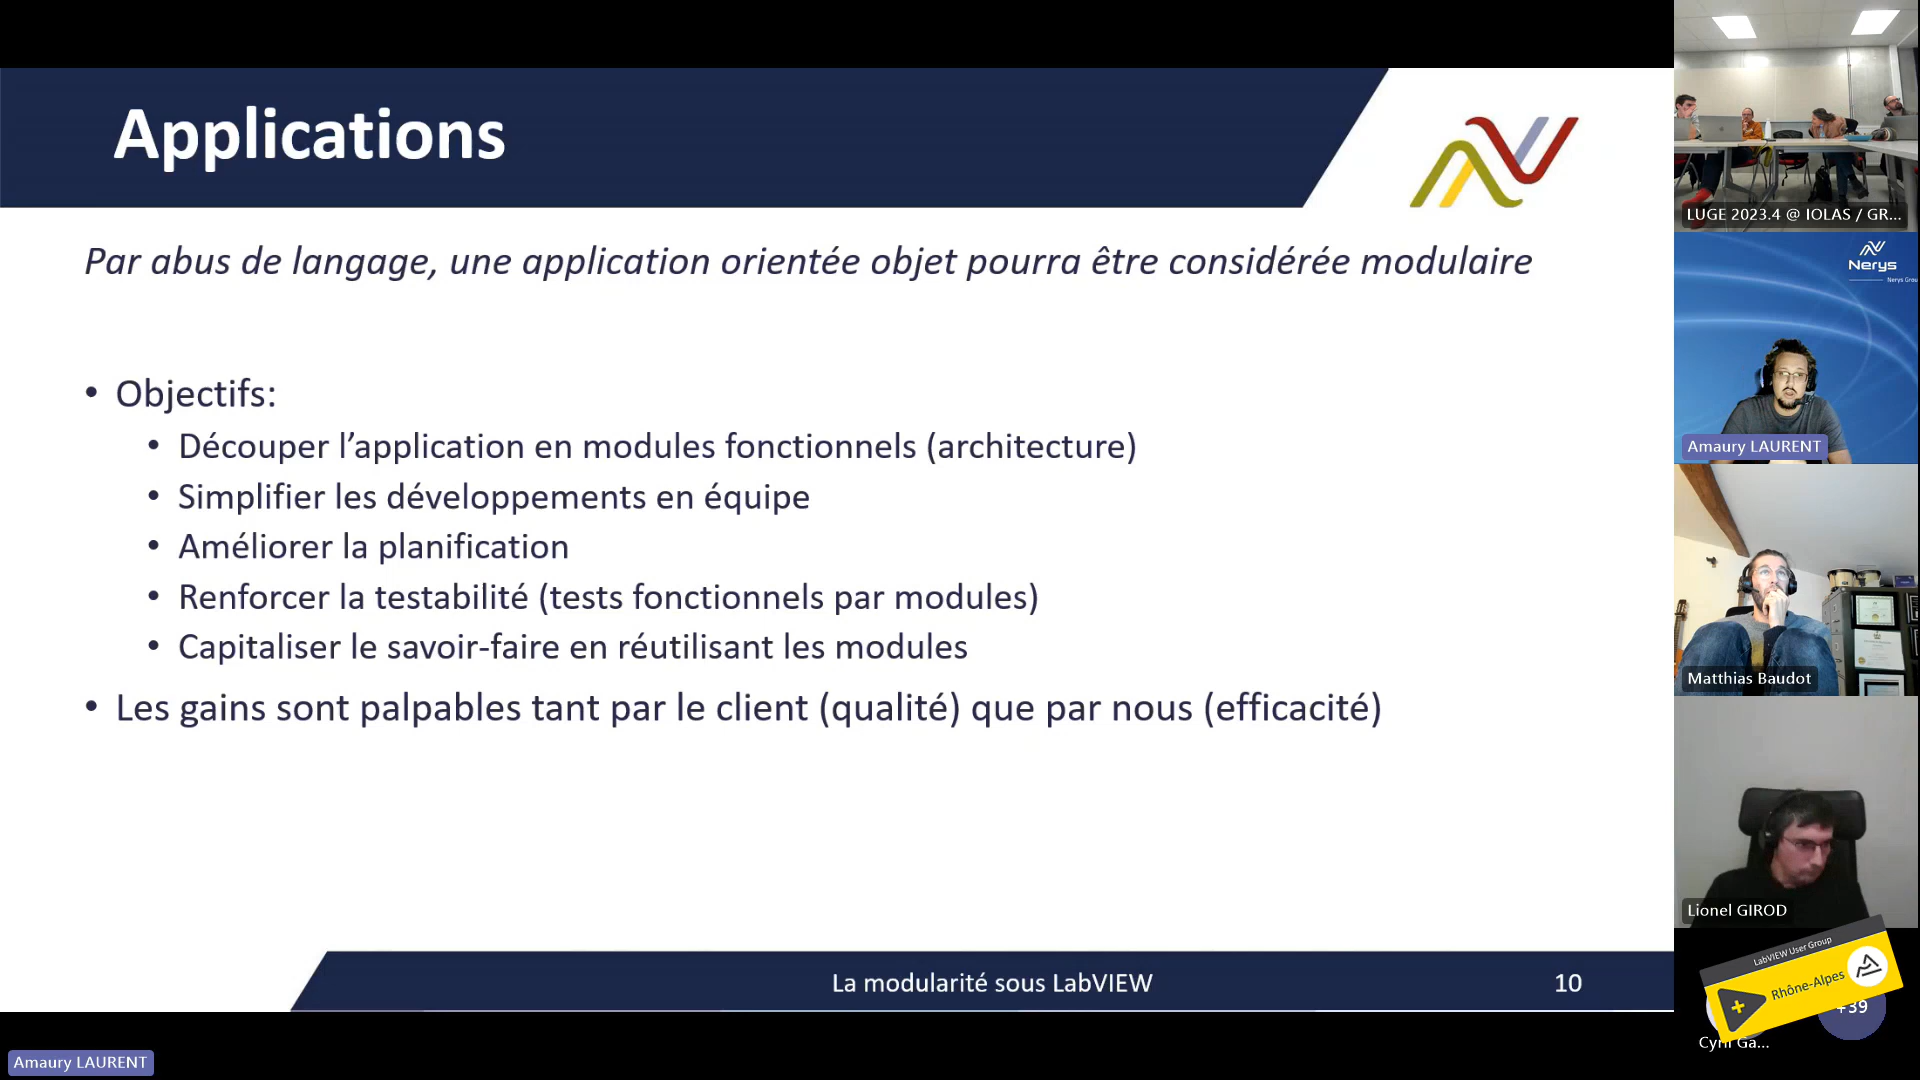 Applications
Par abus de langage, une application orientée objet pourra être considérée modulaire
• Objectifs:
• Découper l’application en modules fonctionnels (architecture)
• Simplifier les développements en équipe
• Améliorer la planification
• Renforcer la testabilité (tests fonctionnels par modules)
• Capitaliser le savoir-faire en réutilisant les modules
• Les gains sont palpables tant par le client (qualité) que par nous (efficacité)
La modularité sous LabVIEW
10
Amaury LAURENT
LUGE 2023.4 @ IOLAS / GR...
Nerys
Nerys Grou
Amaury LAURENT
Matthias Baudot
Lionel GIROD
LabVIEW User Group
Rhône-Alpes
+39
Cyril Ga...